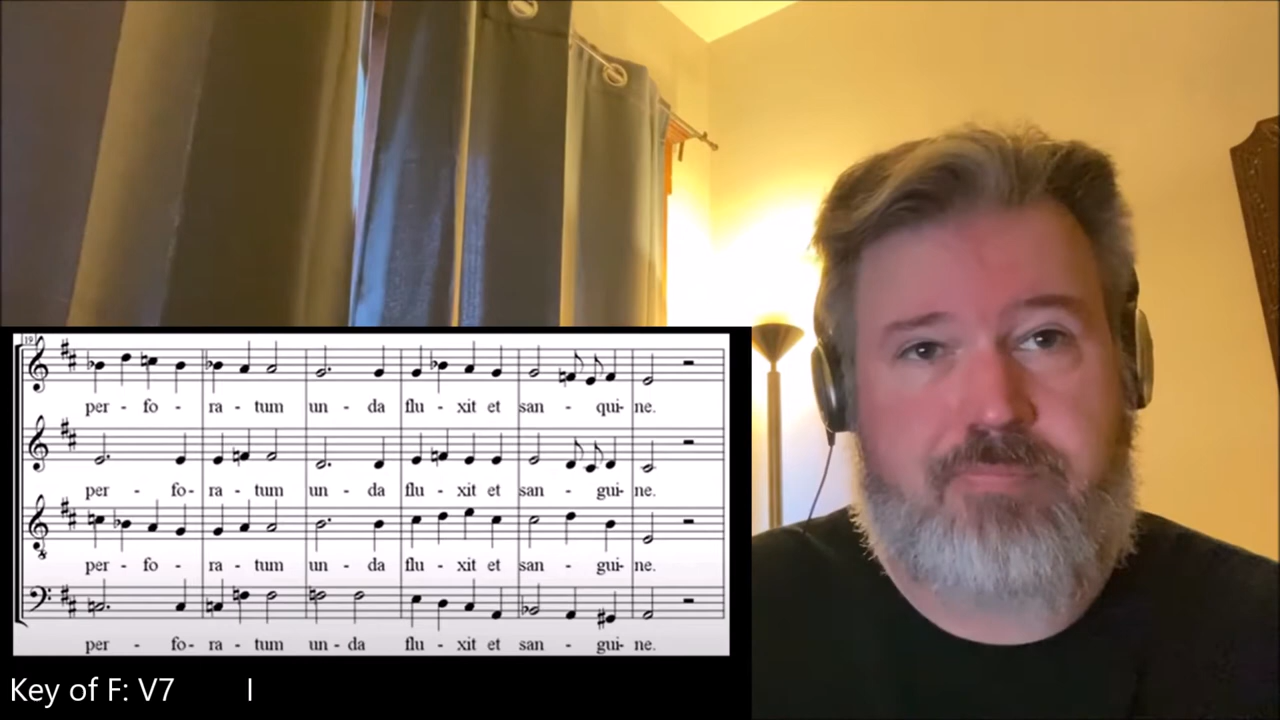 19
per - fo - ra - tum un - da flu - xit et san - qui- ne.
per - fo- ra - tum un - da flu - xit et san - gui- ne.
8
per - fo - ra - tum un - da flu - xit et san - gui- ne.
per - fo- ra - tum un - da flu - xit et san - gui- ne.
Key of F: V7 I